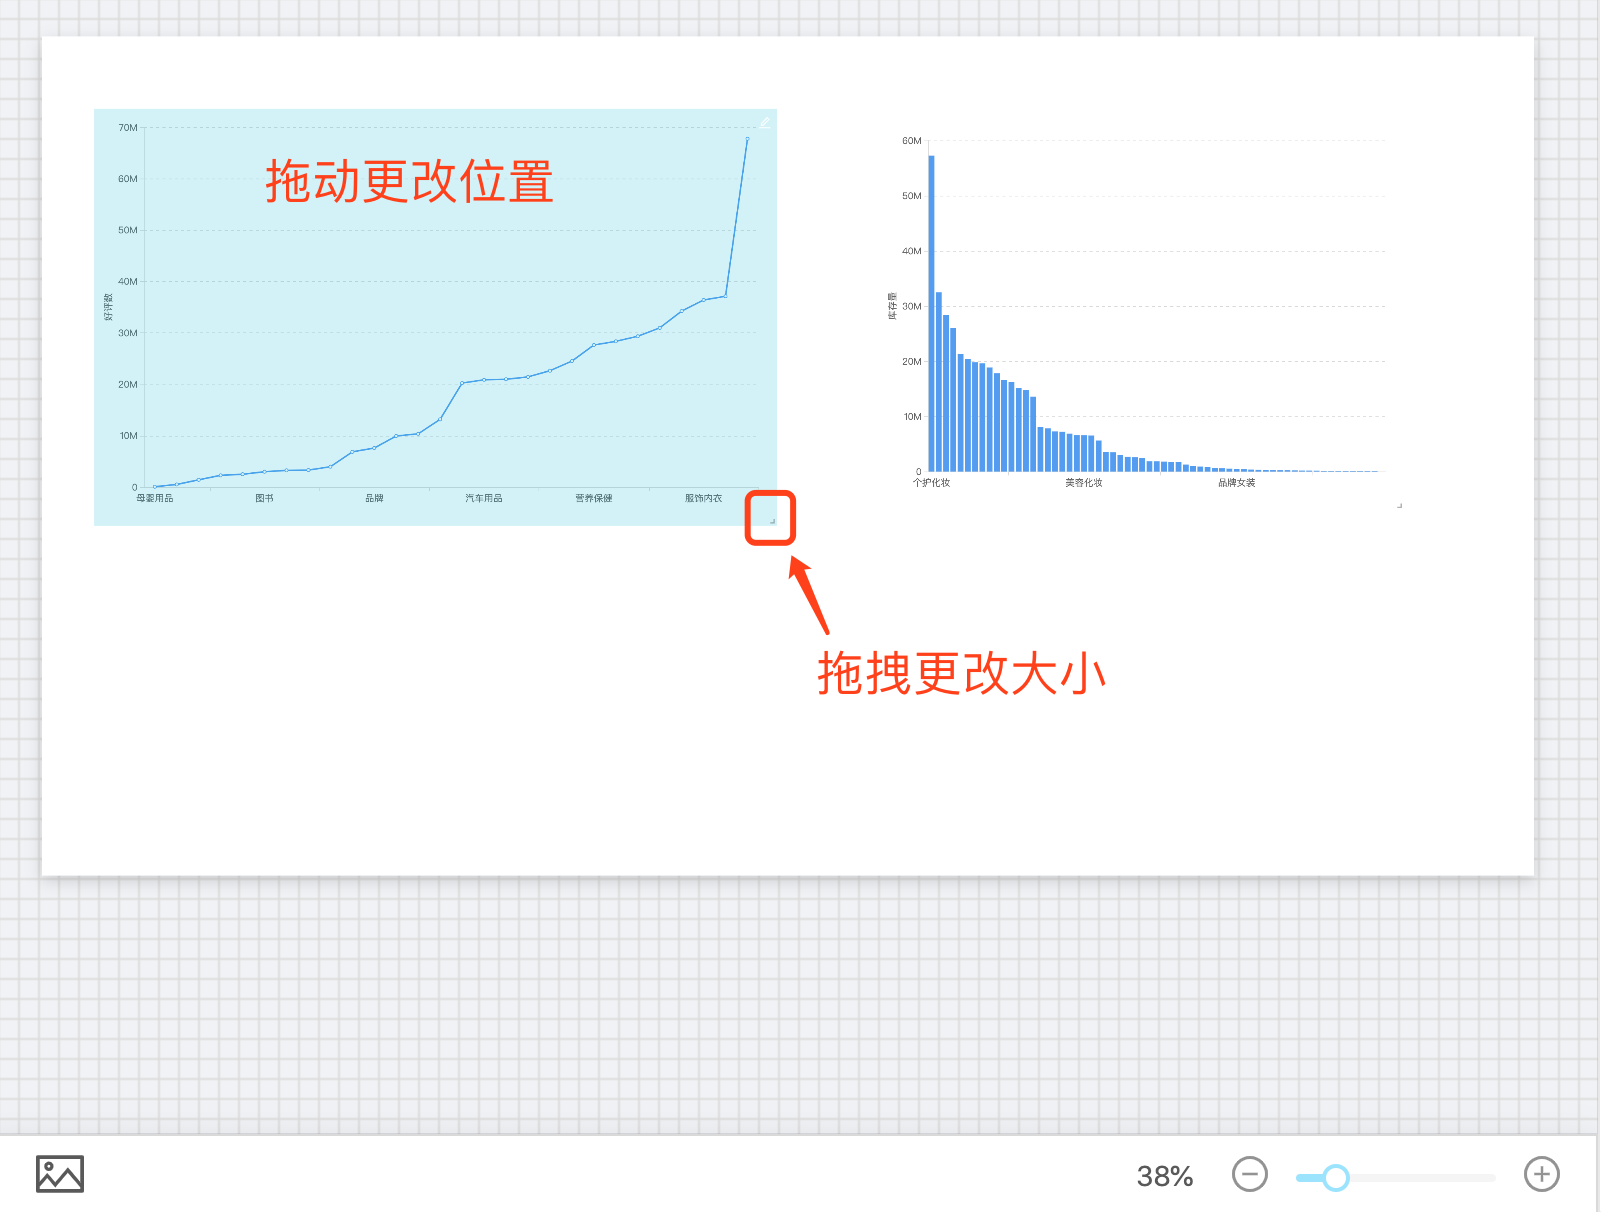 70M
60M
50M
40M
30M
20M
10M
0
好评数
母婴用品
图书
品牌
汽车用品
营养保健
服饰内衣
拖动更改位置
60M
50M
40M
30M
20M
10M
0
库存量
个护化妆
美容化妆
品牌女装
拖拽更改大小
38%